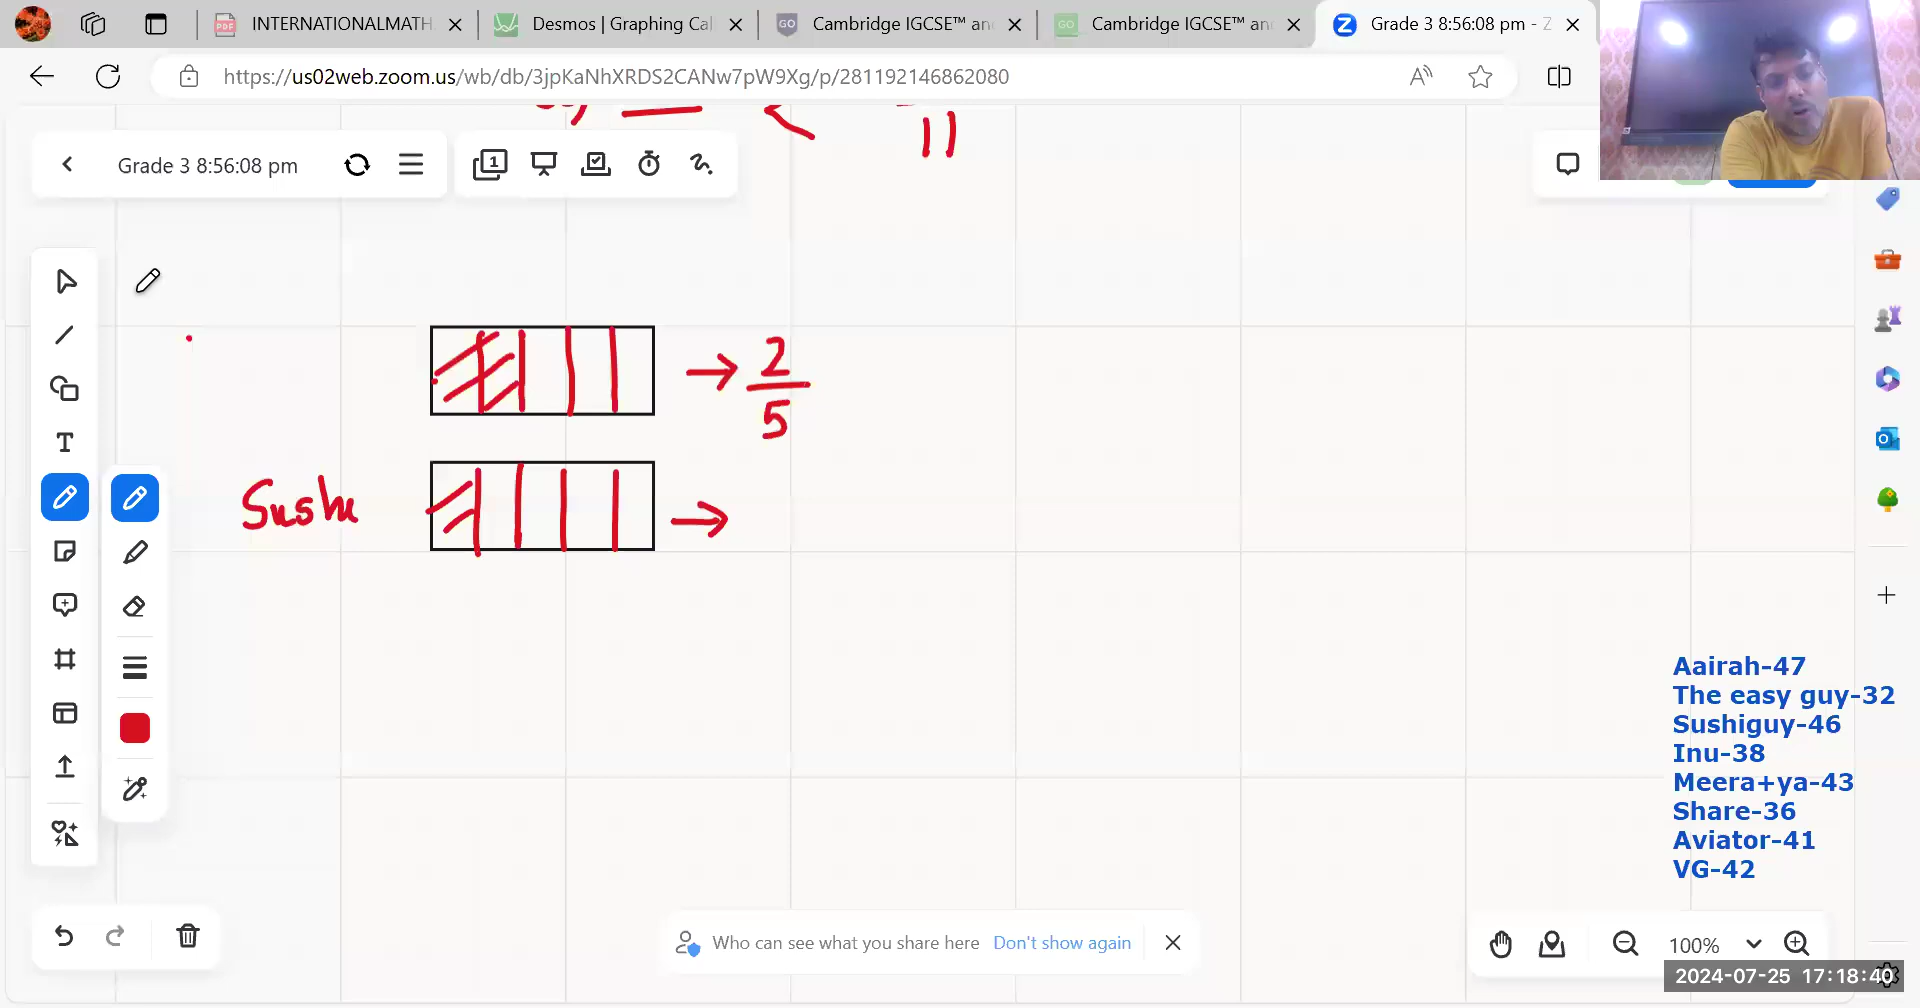 INTERNATIONALMATH
Desmos | Graphing Cal
Cambridge IGCSE™ an
Cambridge IGCSE™ an
Grade 3 8:56:08 pm - Z
https://us02web.zoom.us/wb/db/3jpKaNhXRDS2CANw7pW9Xg/p/281192146862080
11
Grade 3 8:56:08 pm
2
5
Sushi
Aairah-47
The easy guy-32
Sushiguy-46
Inu-38
Meera+ya-43
Share-36
Aviator-41
VG-42
Who can see what you share here Don't show again
100%
2024-07-25 17:18:40